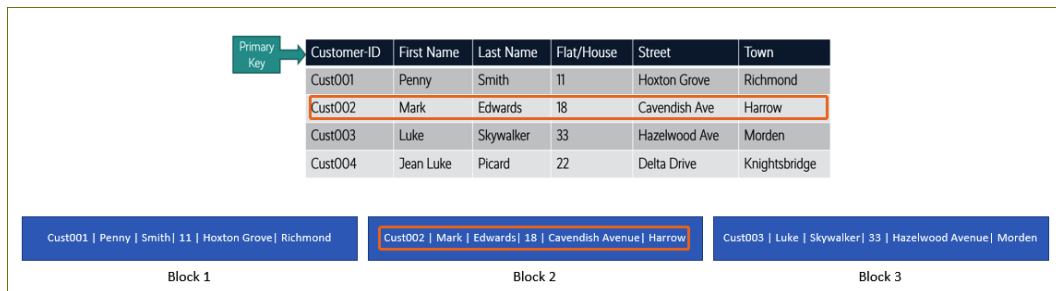 Primary
Key
Customer-ID First Name Last Name Flat/House Street Town
Cust001 Penny Smith 11 Hoxton Grove Richmond
Cust002 Mark Edwards 18 Cavendish Ave Harrow
Cust003 Luke Skywalker 33 Hazelwood Ave Morden
Cust004 Jean Luke Picard 22 Delta Drive Knightsbridge
Cust001 | Penny | Smith| 11 | Hoxton Grove| Richmond
Cust002 | Mark | Edwards| 18 | Cavendish Avenue| Harrow
Cust003 | Luke | Skywalker| 33 | Hazelwood Avenue| Morden
Block 1
Block 2
Block 3